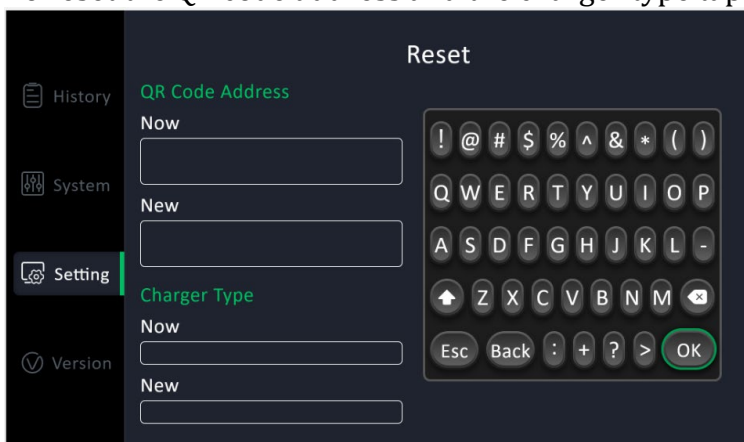 Reset
History
System
Setting
Version
QR Code Address
Now
New
Charger Type
Now
New
! @ # $ % ^ & * ( )
Q W E R T Y U I O P
A S D F G H J K L -
Z X C V B N M
Esc Back : + ? > OK